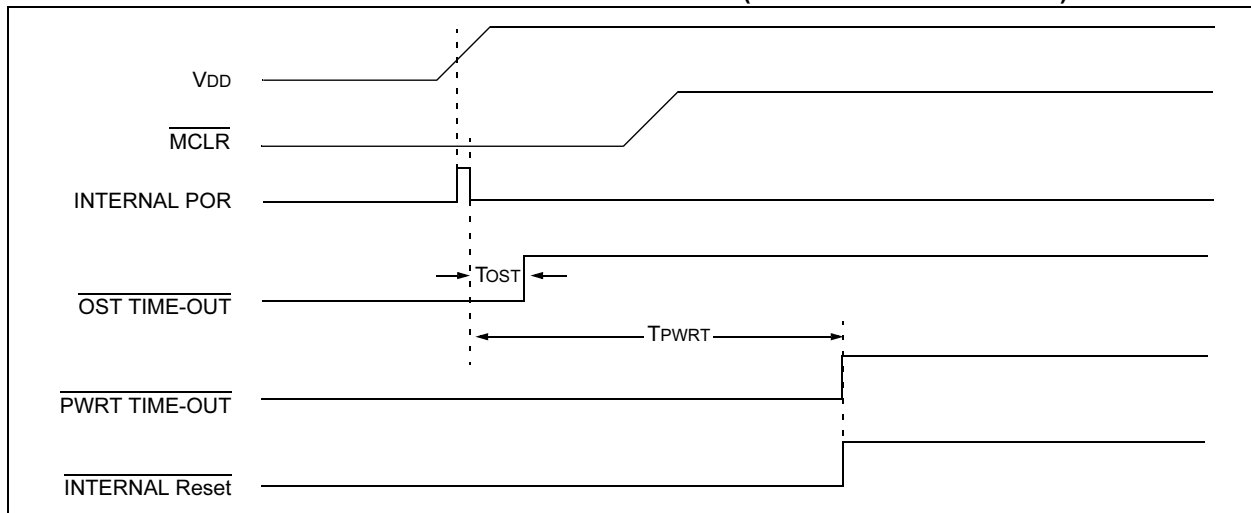 VDD
MCLR
INTERNAL POR
TOST
OST TIME-OUT
TPWRT
PWRT TIME-OUT
INTERNAL Reset